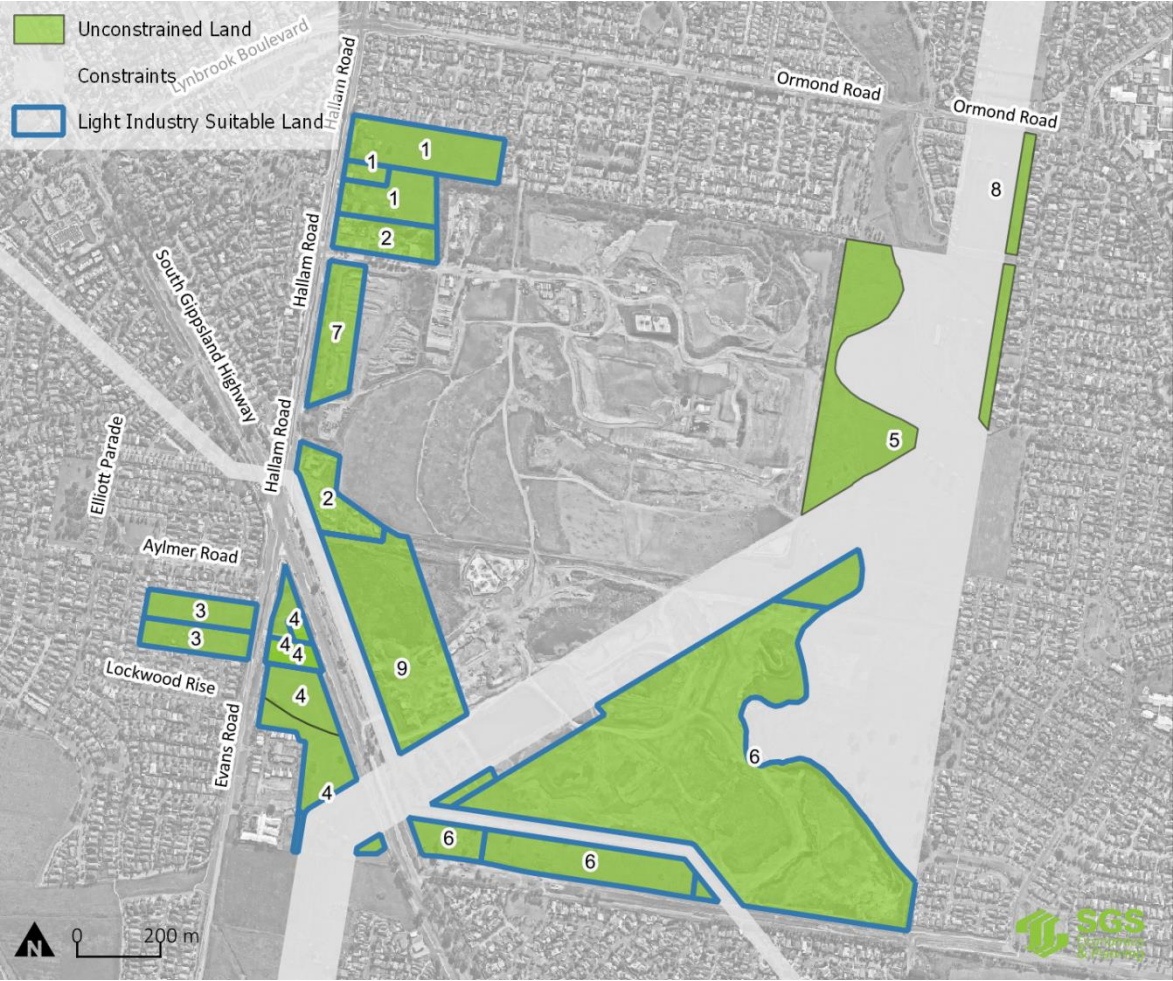 Unconstrained Land
Constraints
Light Industry Suitable Land
Lynbrook Boulevard
Hallam Road
Ormond Road
Ormond Road
1
1
1
2
8
Hallam Road
South Gippsland Highway
7
Hallam Road
5
Elliott Parade
2
Aylmer Road
3
3
4
4
4
4
Lockwood Rise
9
Evans Road
4
6
6
6
N
0
200 m
SGS
Economics
& Planning